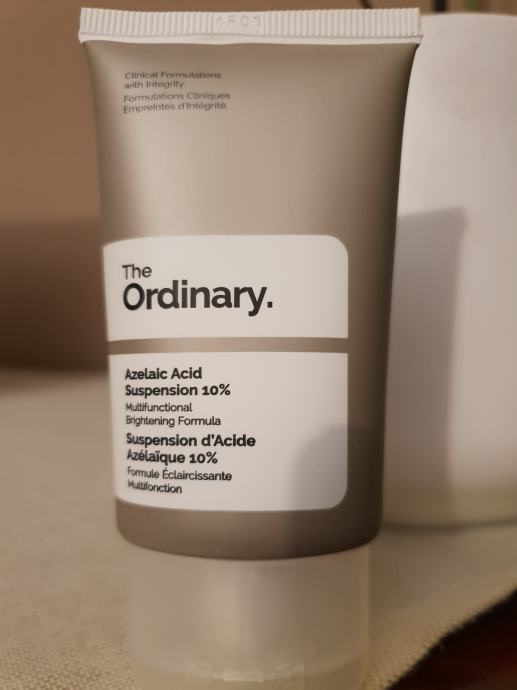 Clinical Formulations
with Integrity.
Formulations Cliniques
Empreintes d'Intégrité.
The
Ordinary.
Azelaic Acid
Suspension 10%
Multifunctional
Brightening Formula
Suspension d'Acide
Azélaïque 10%
Formule Éclaircissante
Multifonction